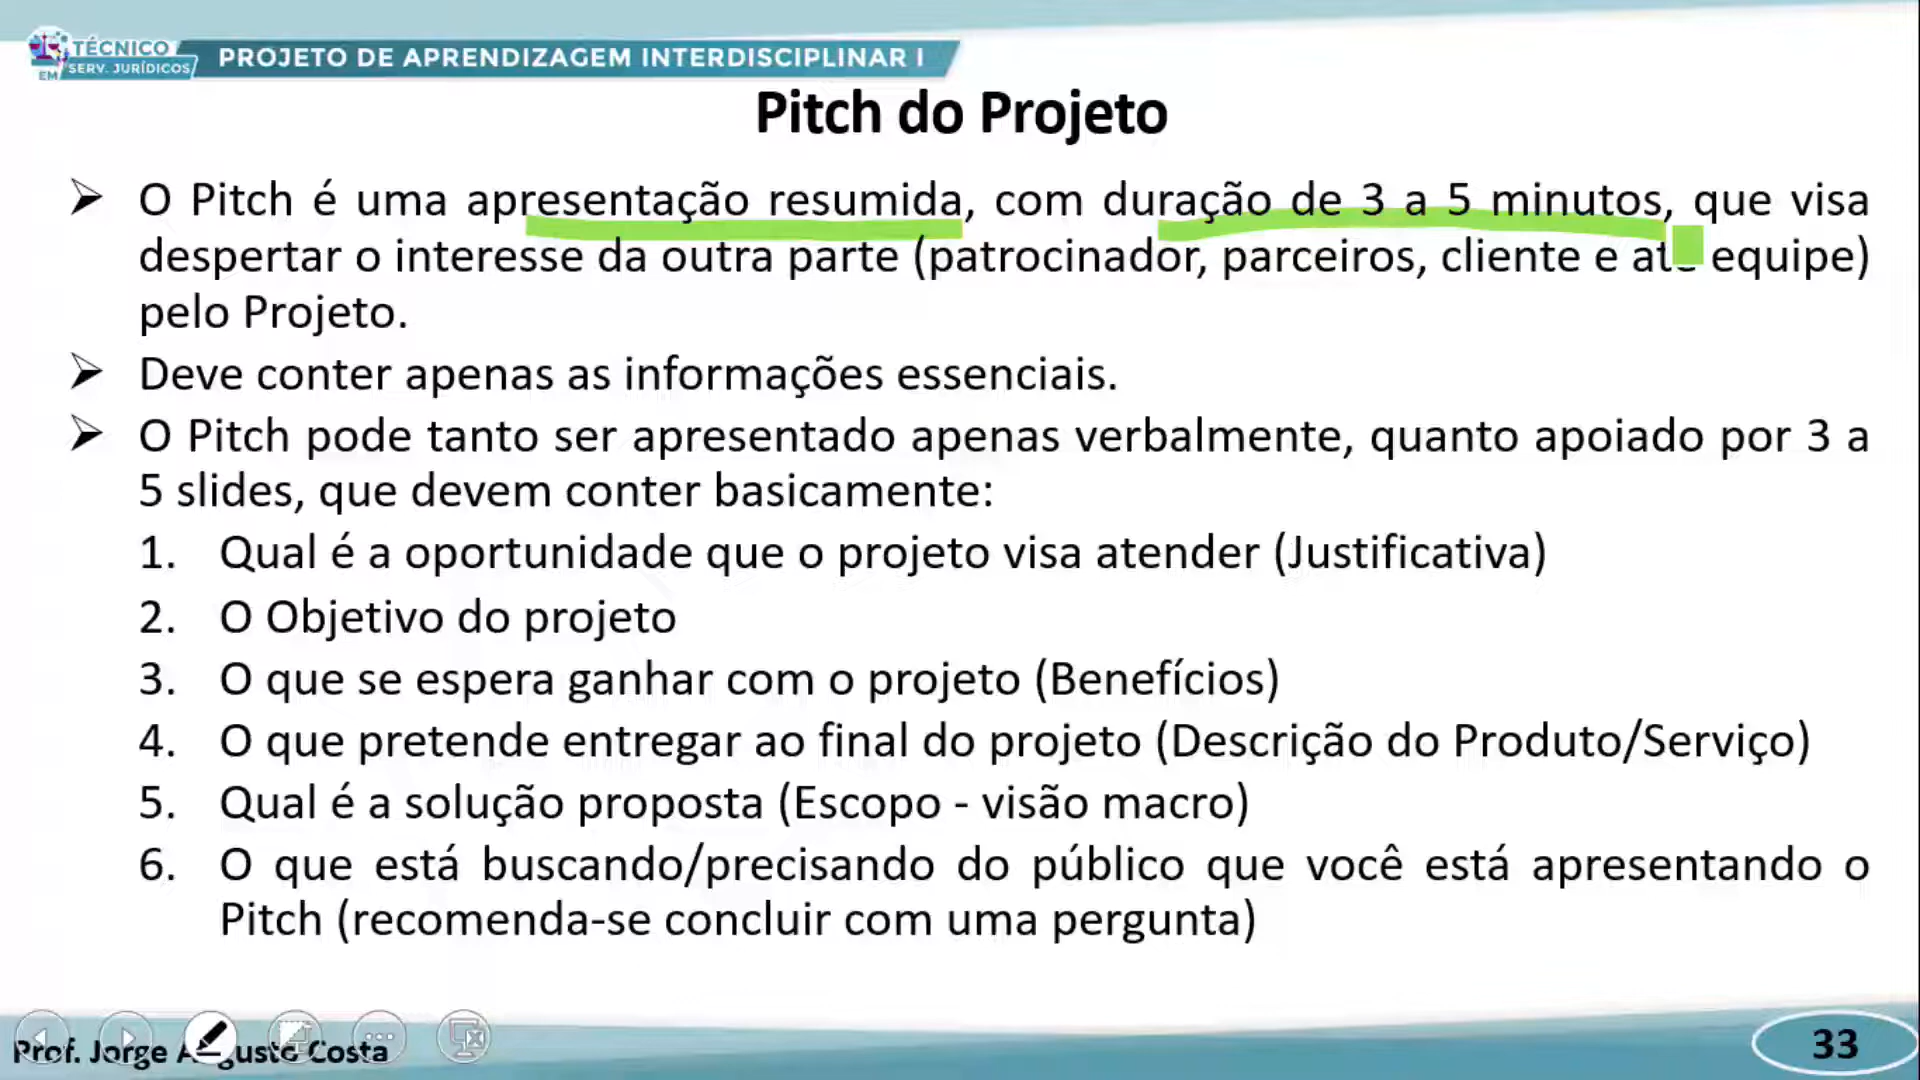 TÉCNICO
EM SERV. JURÍDICOS
PROJETO DE APRENDIZAGEM INTERDISCIPLINAR I
Pitch do Projeto
➢ O Pitch é uma apresentação resumida, com duração de 3 a 5 minutos, que visa
despertar o interesse da outra parte (patrocinador, parceiros, cliente e até equipe)
pelo Projeto.
➢ Deve conter apenas as informações essenciais.
➢ O Pitch pode tanto ser apresentado apenas verbalmente, quanto apoiado por 3 a
5 slides, que devem conter basicamente:
1. Qual é a oportunidade que o projeto visa atender (Justificativa)
2. O Objetivo do projeto
3. O que se espera ganhar com o projeto (Benefícios)
4. O que pretende entregar ao final do projeto (Descrição do Produto/Serviço)
5. Qual é a solução proposta (Escopo - visão macro)
6. O que está buscando/precisando do público que você está apresentando o
Pitch (recomenda-se concluir com uma pergunta)
Prof. Jorge Augusto Costa
33